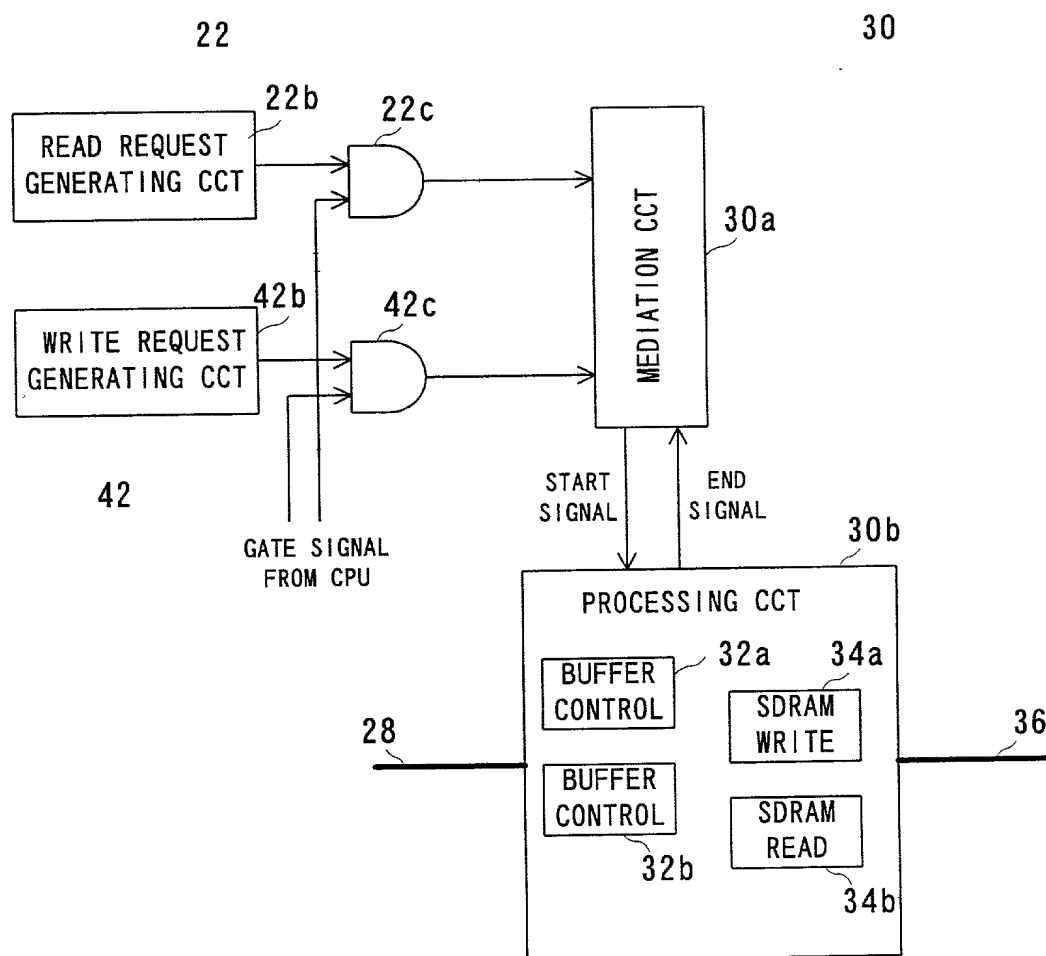 22
30
22b
22c
READ REQUEST
GENERATING CCT
MEDIATION CCT
30a
42b
42c
WRITE REQUEST
GENERATING CCT
42
START
SIGNAL
END
SIGNAL
GATE SIGNAL
FROM CPU
30b
PROCESSING CCT
32a
34a
BUFFER
CONTROL
SDRAM
WRITE
28
36
BUFFER
CONTROL
SDRAM
READ
32b
34b